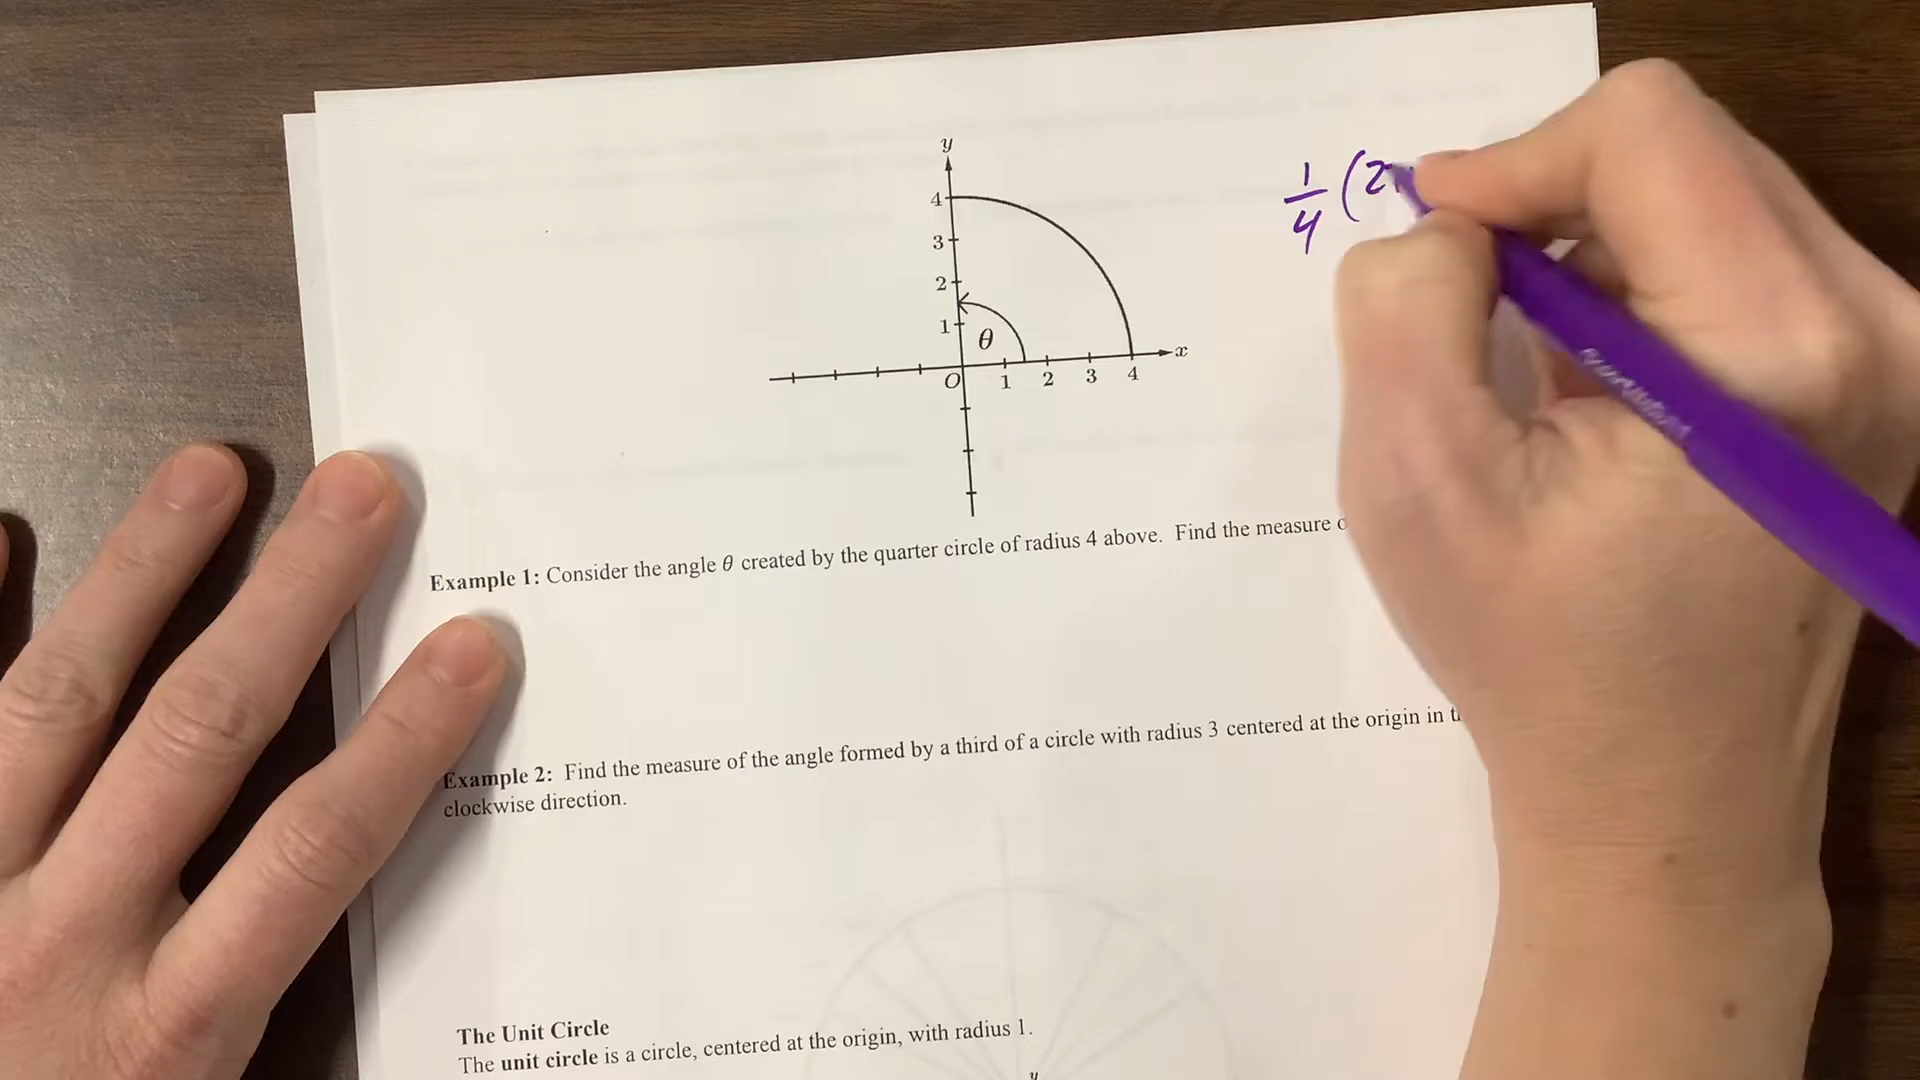 y
4
3
2
1
θ
x
O 1 2 3 4
1
4 (2
Example 1: Consider the angle θ created by the quarter circle of radius 4 above. Find the measure
Example 2: Find the measure of the angle formed by a third of a circle with radius 3 centered at the origin in
clockwise direction.
The Unit Circle
The unit circle is a circle, centered at the origin, with radius 1.
y